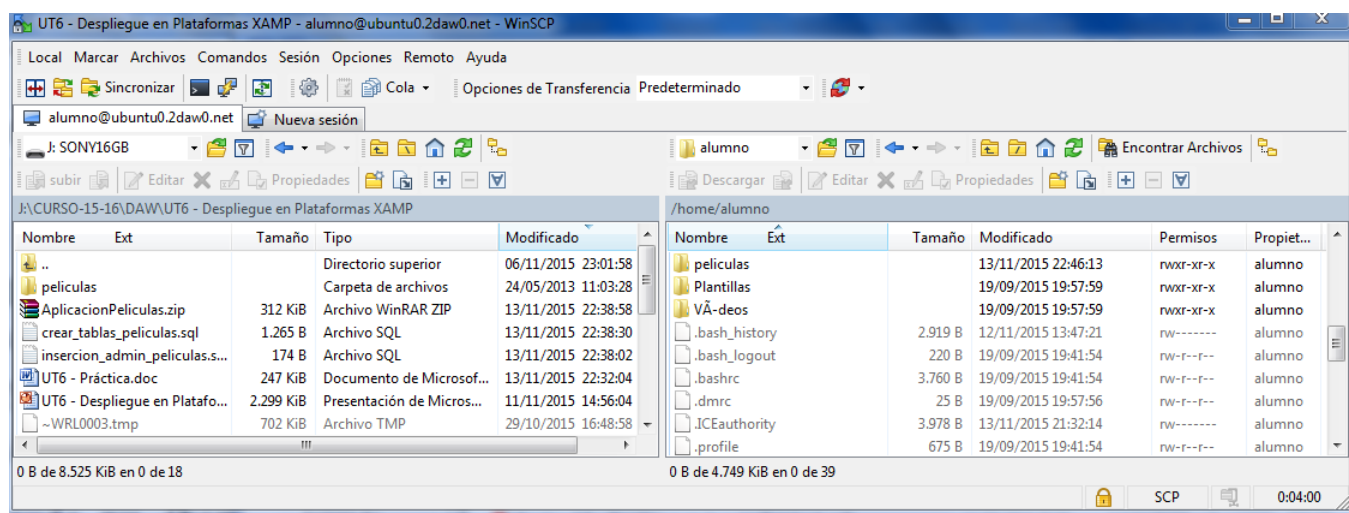 UT6 - Despliegue en Plataformas XAMP - alumno@ubuntu0.2daw0.net - WinSCP
Local Marcar Archivos Comandos Sesión Opciones Remoto Ayuda
Sincronizar Cola Opciones de Transferencia Predeterminado
alumno@ubuntu0.2daw0.net Nueva sesión
J: SONY16GB alumno Encontrar Archivos
subir Editar Propiedades Descargar Editar Propiedades
J:\CURSO-15-16\DAW\UT6 - Despliegue en Plataformas XAMP /home/alumno
Nombre Ext Tamaño Tipo Modificado Nombre Ext Tamaño Modificado Permisos Propiet...
.. Directorio superior 06/11/2015 23:01:58 peliculas 13/11/2015 22:46:13 rwxr-xr-x alumno
peliculas Carpeta de archivos 24/05/2013 11:03:28 Plantillas 19/09/2015 19:57:59 rwxr-xr-x alumno
AplicacionPeliculas.zip 312 KiB Archivo WinRAR ZIP 13/11/2015 22:38:58 VÃ-deos 19/09/2015 19:57:59 rwxr-xr-x alumno
crear_tablas_peliculas.sql 1.265 B Archivo SQL 13/11/2015 22:38:30 .bash_history 2.919 B 12/11/2015 13:47:21 rw------- alumno
insercion_admin_peliculas.s... 174 B Archivo SQL 13/11/2015 22:38:02 .bash_logout 220 B 19/09/2015 19:41:54 rw-r--r-- alumno
UT6 - Práctica.doc 247 KiB Documento de Microsof... 13/11/2015 22:32:04 .bashrc 3.760 B 19/09/2015 19:41:54 rw-r--r-- alumno
UT6 - Despliegue en Platafo... 2.299 KiB Presentación de Micros... 11/11/2015 14:56:04 .dmrc 25 B 19/09/2015 19:57:56 rw-r--r-- alumno
~WRL0003.tmp 702 KiB Archivo TMP 29/10/2015 16:48:58 .ICEauthority 3.978 B 13/11/2015 21:32:14 rw------- alumno
.profile 675 B 19/09/2015 19:41:54 rw-r--r-- alumno
0 B de 8.525 KiB en 0 de 18 0 B de 4.749 KiB en 0 de 39
SCP 0:04:00